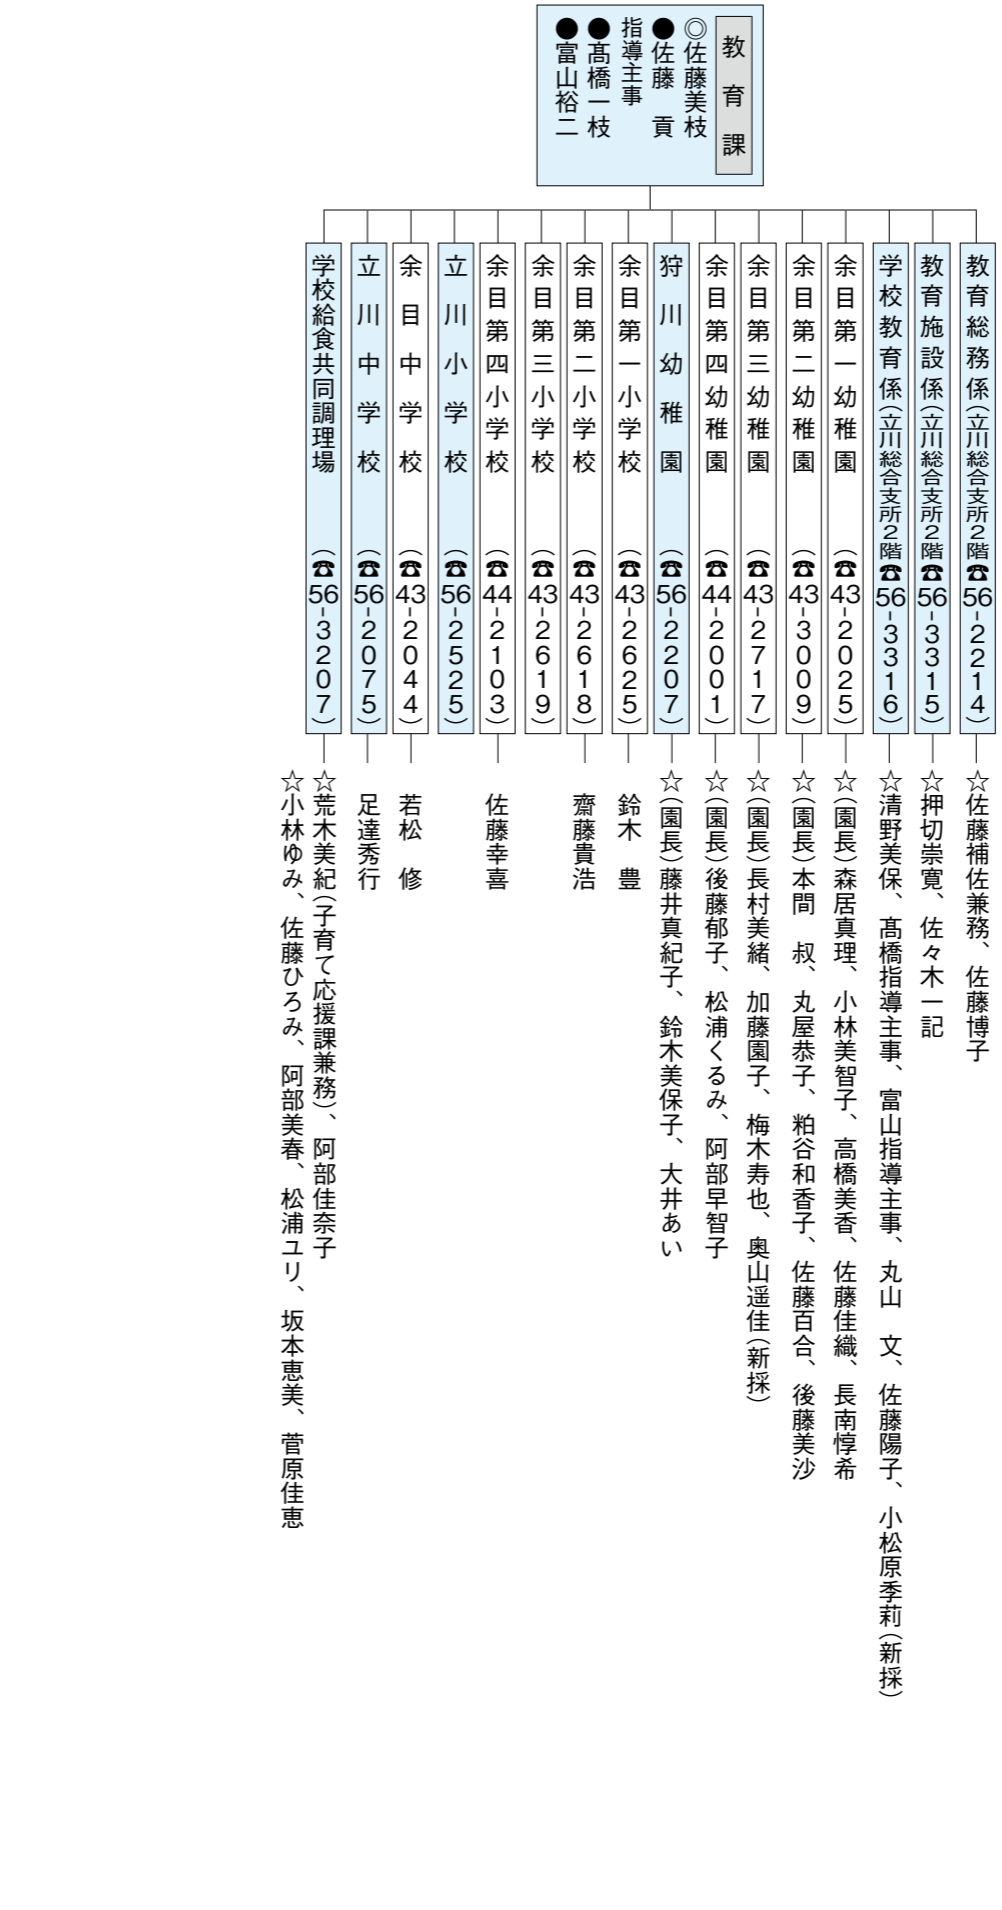 教育課
◎佐藤美枝
●佐藤　貢
指導主事
●髙橋一枝
●富山裕二
教育総務係(立川総合支所2階☎56-2214)
☆佐藤補佐兼務、佐藤博子
教育施設係(立川総合支所2階☎56-3315)
☆押切崇寛、佐々木一記
学校教育係(立川総合支所2階☎56-3316)
☆清野美保、髙橋指導主事、富山指導主事、丸山　文、佐藤陽子、小松原季莉(新採)
余目第一幼稚園　(☎43-2025)
☆(園長)森居真理、小林美智子、高橋美香、佐藤佳織、長南惇希
余目第二幼稚園　(☎43-3009)
☆(園長)本間　叔、丸屋恭子、粕谷和香子、佐藤百合、後藤美沙
余目第三幼稚園　(☎43-2717)
☆(園長)長村美緒、加藤園子、梅木寿也、奥山遥佳(新採)
余目第四幼稚園　(☎44-2001)
☆(園長)後藤郁子、松浦くるみ、阿部早智子
狩川幼稚園　(☎56-2207)
☆(園長)藤井真紀子、鈴木美保子、大井あい
余目第一小学校　(☎43-2625)
鈴木　豊
余目第二小学校　(☎43-2618)
齋藤貴浩
余目第三小学校　(☎43-2619)
余目第四小学校　(☎44-2103)
佐藤幸喜
立川小学校　(☎56-2525)
余目中学校　(☎43-2044)
若松　修
立川中学校　(☎56-2075)
足達秀行
学校給食共同調理場　(☎56-3207)
☆荒木美紀(子育て応援課兼務)、阿部佳奈子
☆小林ゆみ、佐藤ひろみ、阿部美春、松浦ユリ、坂本恵美、菅原佳恵